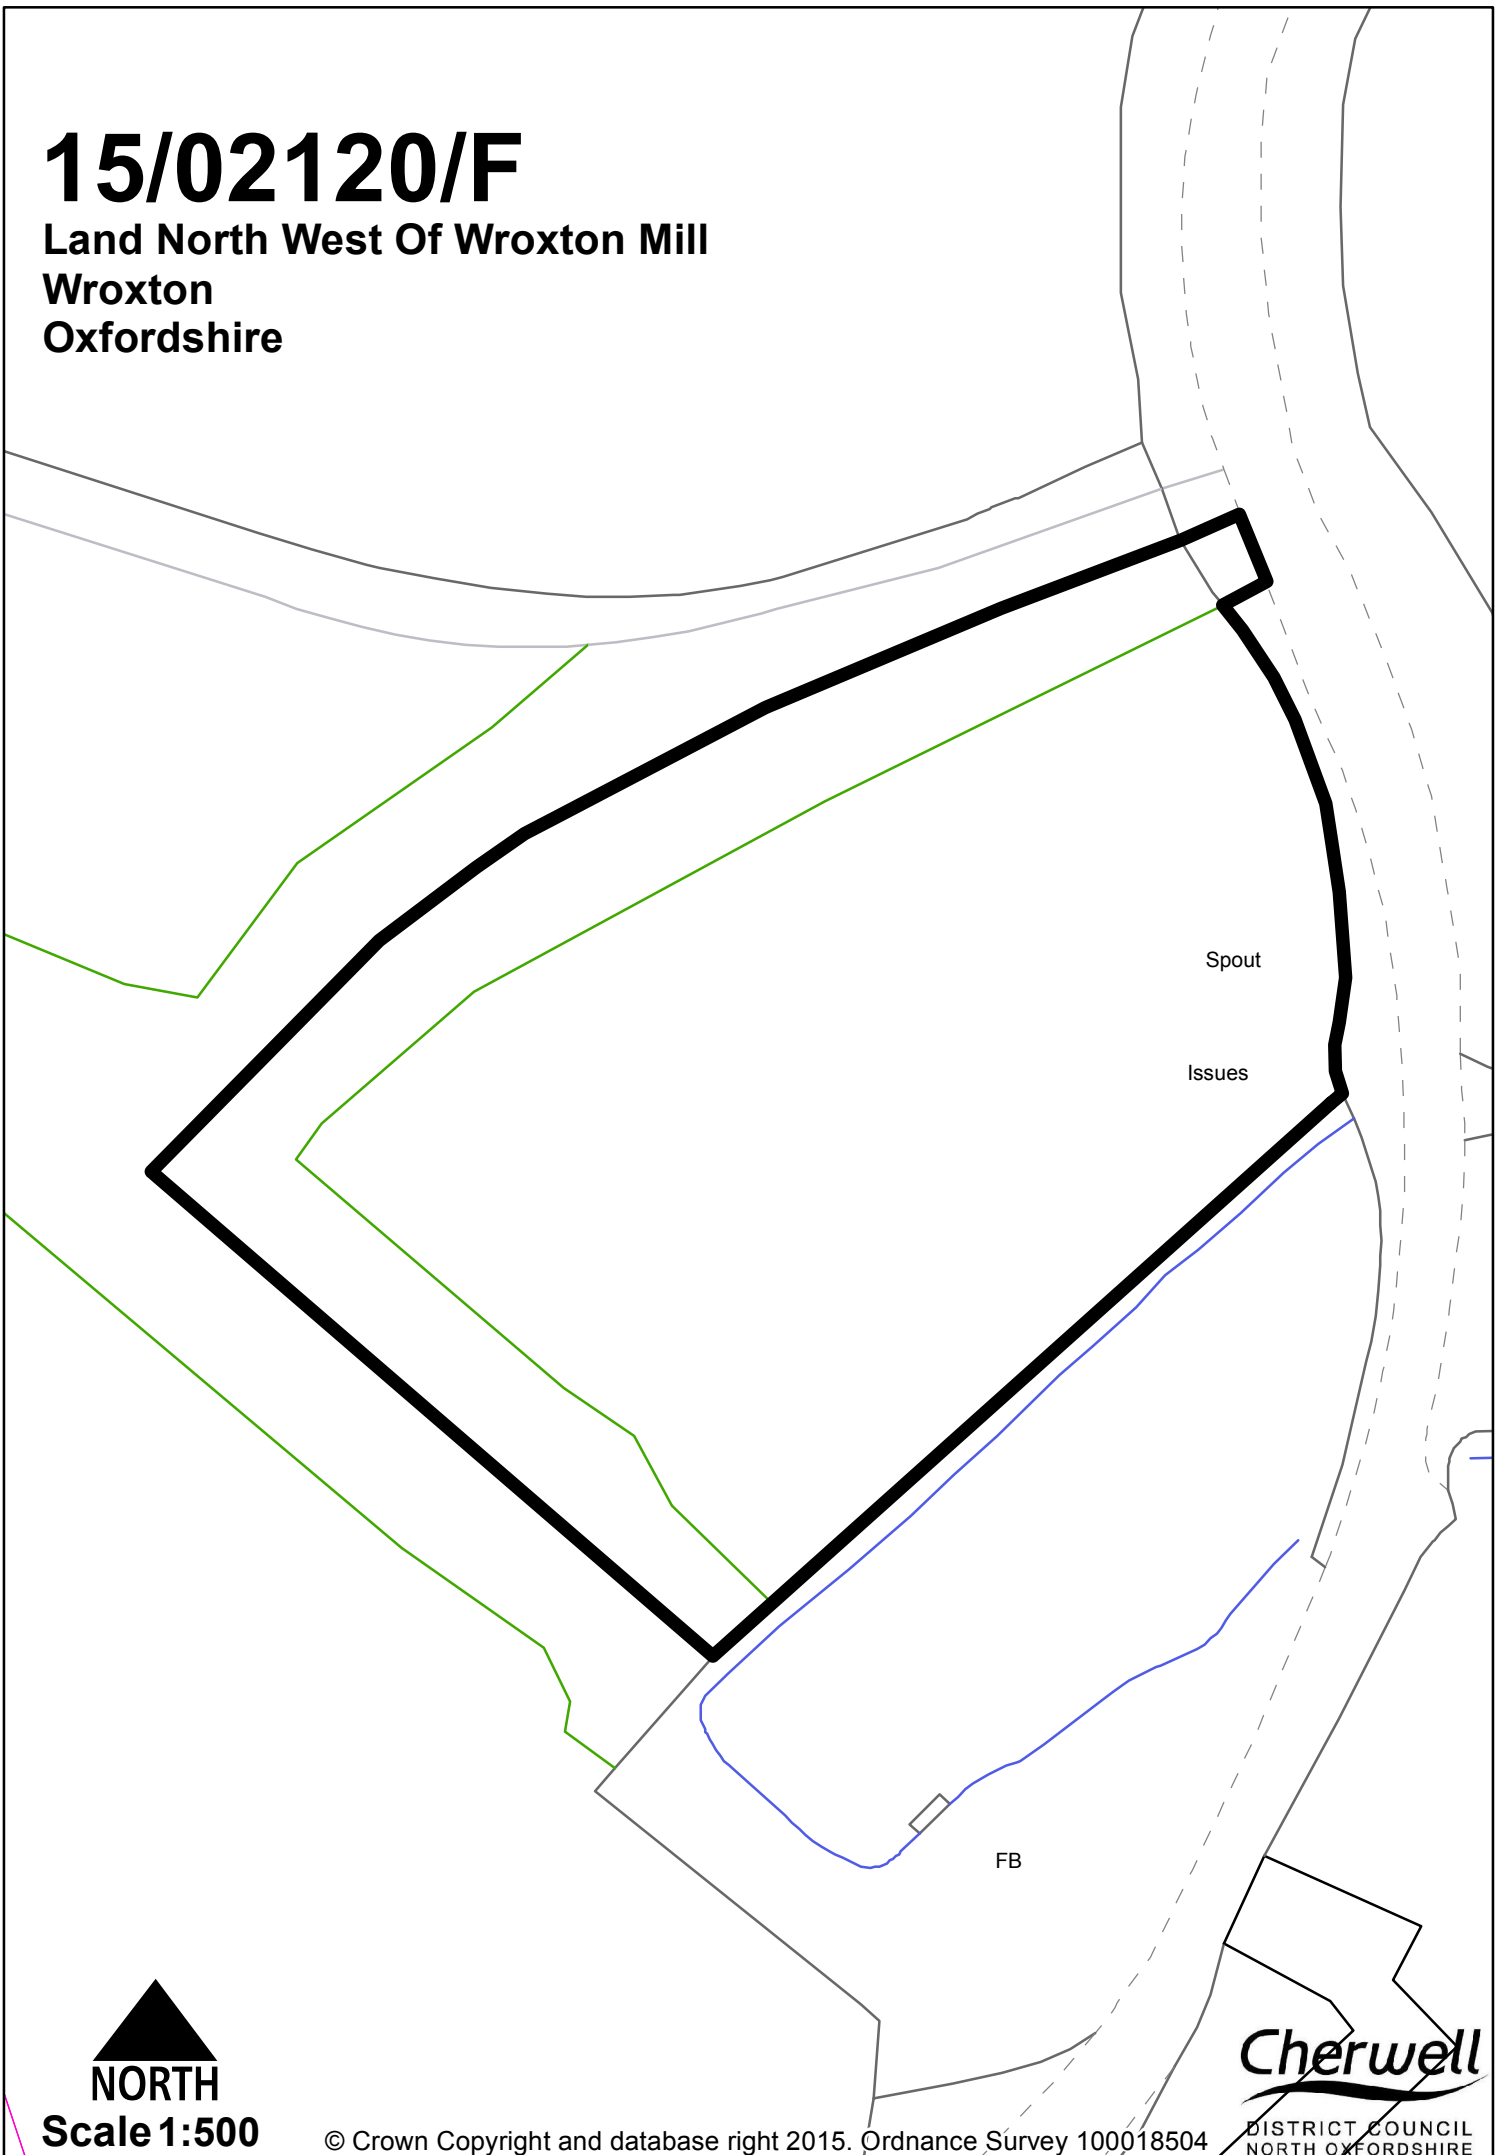 15/02120/F
Land North West Of Wroxton Mill
Wroxton
Oxfordshire
Spout
Issues
FB
NORTH
Scale 1:500
© Crown Copyright and database right 2015. Ordnance Survey 100018504
Cherwell
DISTRICT COUNCIL
NORTH OXFORDSHIRE